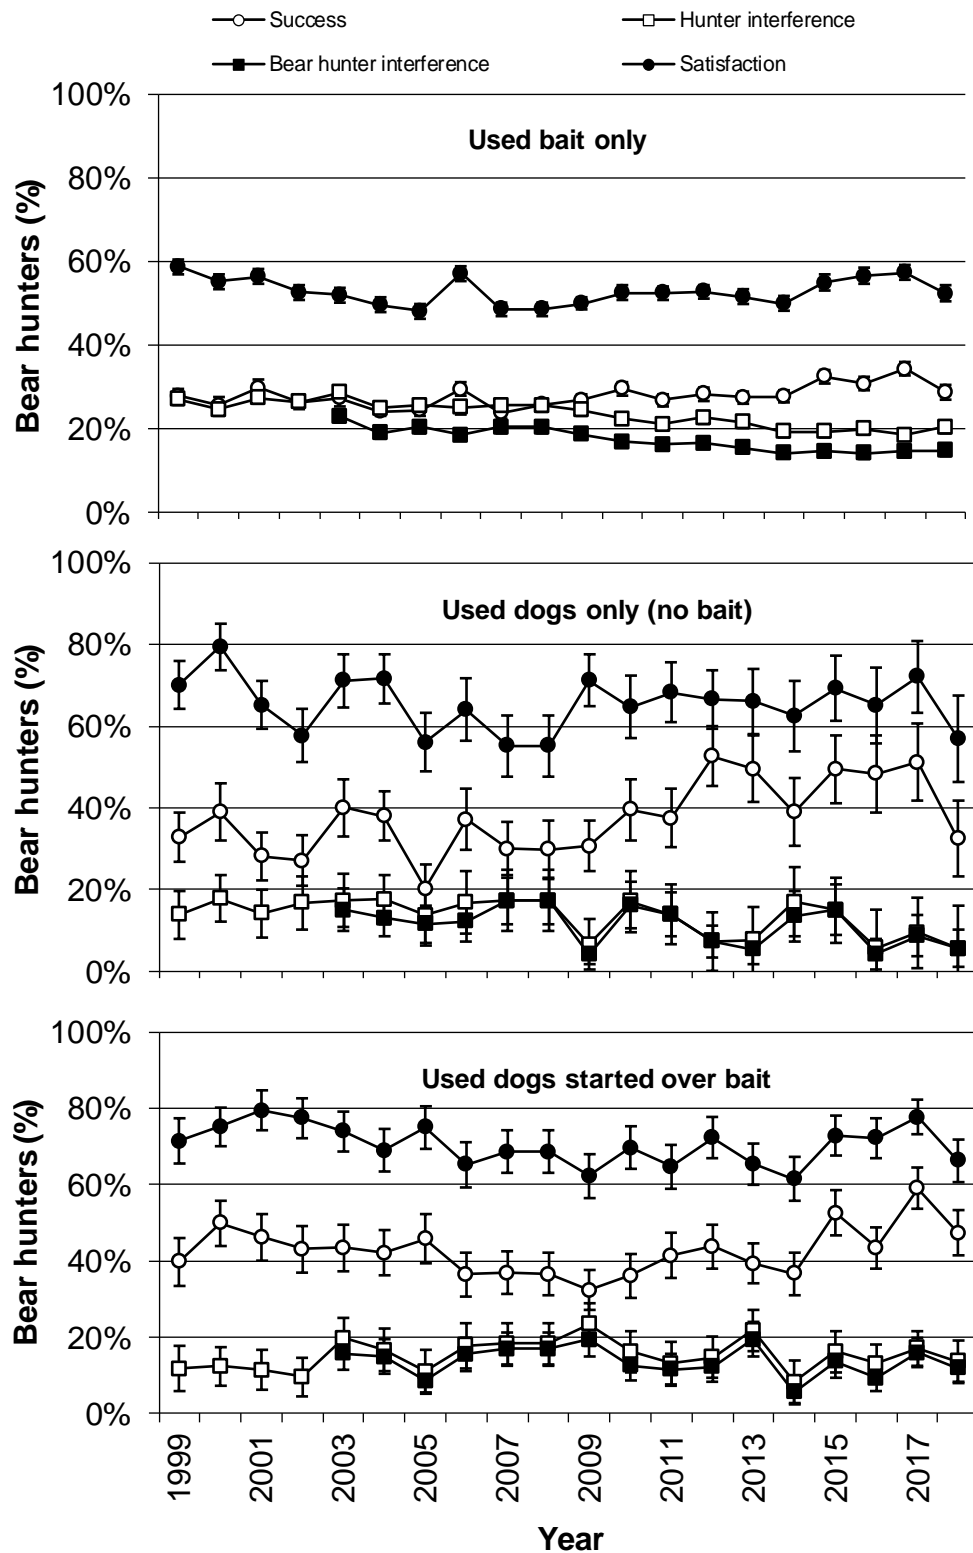 Success Hunter interference
Bear hunter interference Satisfaction
100%
Used bait only
80%
60%
40%
20%
0%
Bear hunters (%)
100%
Used dogs only (no bait)
80%
60%
40%
20%
0%
Bear hunters (%)
100%
Used dogs started over bait
80%
60%
40%
20%
0%
Bear hunters (%)
1999 2001 2003 2005 2007 2009 2011 2013 2015 2017
Year